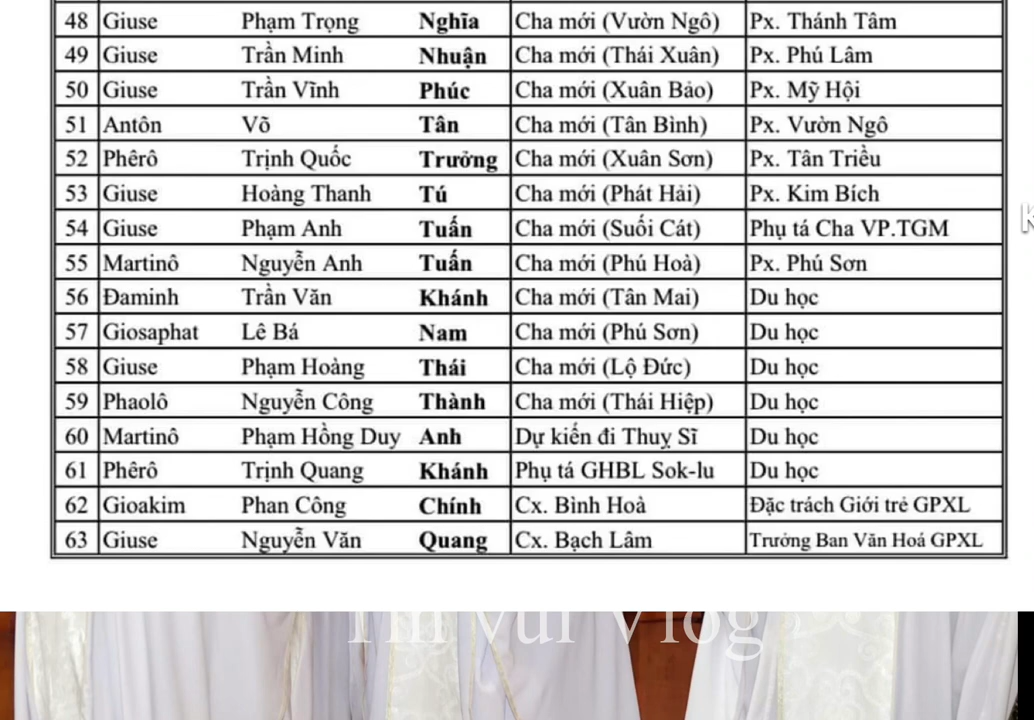 48 Giuse Phạm Trọng Nghĩa Cha mới (Vườn Ngô) Px. Thánh Tâm
49 Giuse Trần Minh Nhuận Cha mới (Thái Xuân) Px. Phú Lâm
50 Giuse Trần Vĩnh Phúc Cha mới (Xuân Bảo) Px. Mỹ Hội
51 Antôn Võ Tân Cha mới (Tân Bình) Px. Vườn Ngô
52 Phêrô Trịnh Quốc Trưởng Cha mới (Xuân Sơn) Px. Tân Triều
53 Giuse Hoàng Thanh Tú Cha mới (Phát Hải) Px. Kim Bích
54 Giuse Phạm Anh Tuấn Cha mới (Suối Cát) Phụ tá Cha VP.TGM
55 Martinô Nguyễn Anh Tuấn Cha mới (Phú Hoà) Px. Phú Sơn
56 Đaminh Trần Văn Khánh Cha mới (Tân Mai) Du học
57 Giosaphat Lê Bá Nam Cha mới (Phú Sơn) Du học
58 Giuse Phạm Hoàng Thái Cha mới (Lộ Đức) Du học
59 Phaolô Nguyễn Công Thành Cha mới (Thái Hiệp) Du học
60 Martinô Phạm Hồng Duy Anh Dự kiến đi Thuỵ Sĩ Du học
61 Phêrô Trịnh Quang Khánh Phụ tá GHBL Sok-lu Du học
62 Gioakim Phan Công Chính Cx. Bình Hoà Đặc trách Giới trẻ GPXL
63 Giuse Nguyễn Văn Quang Cx. Bạch Lâm Trưởng Ban Văn Hoá GPXL
Vlog